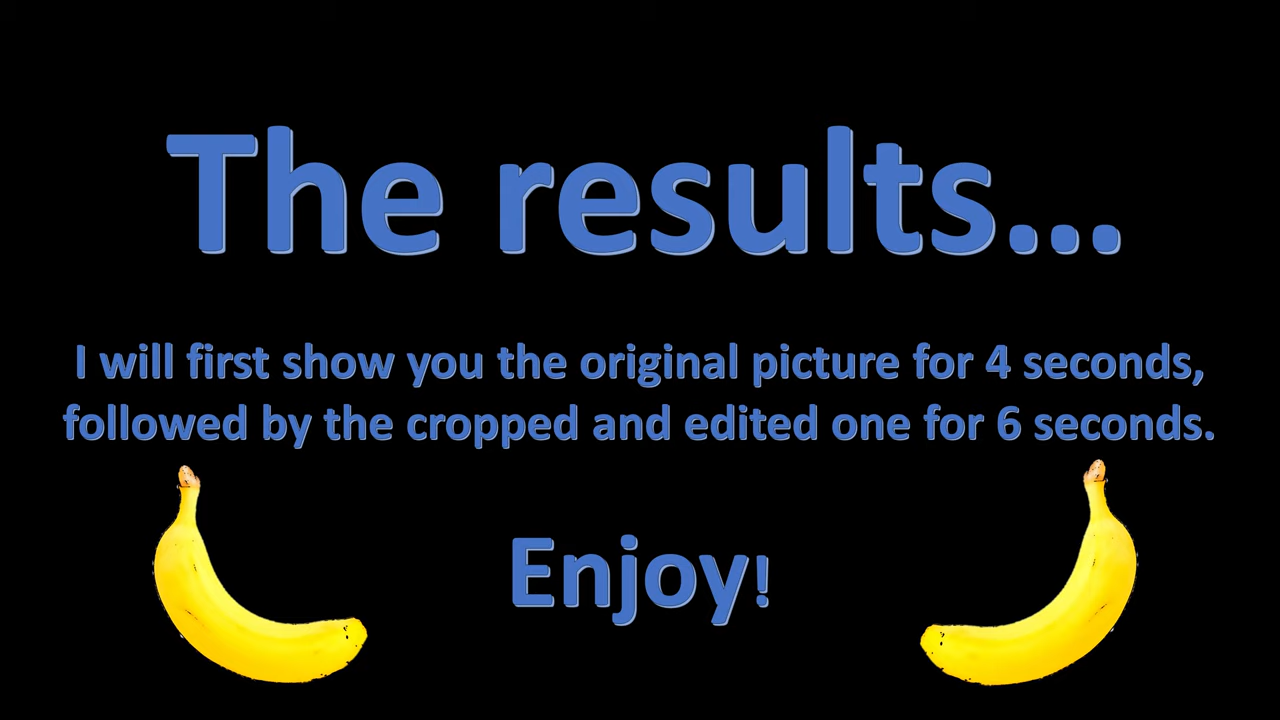 The results...
I will first show you the original picture for 4 seconds,
followed by the cropped and edited one for 6 seconds.
Enjoy!